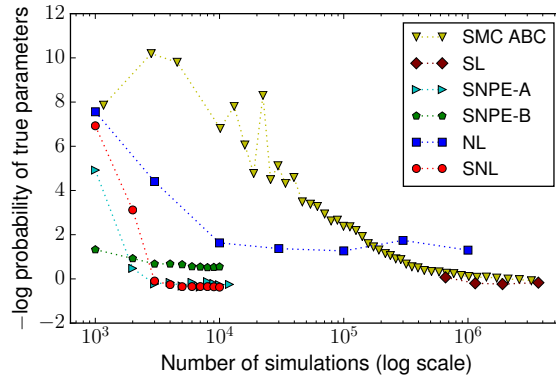 12
10
8
6
4
2
0
−2
−log probability of true parameters
SMC ABC
SL
SNPE-A
SNPE-B
NL
SNL
10³
10⁴
10⁵
10⁶
Number of simulations (log scale)